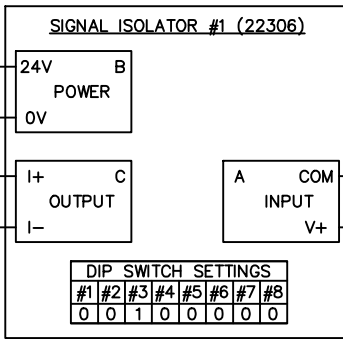 SIGNAL ISOLATOR #1 (22306)
24V B
POWER
0V
I+ C
OUTPUT
I-
A COM
INPUT
V+
DIP SWITCH SETTINGS
#1 #2 #3 #4 #5 #6 #7 #8
0 0 1 0 0 0 0 0